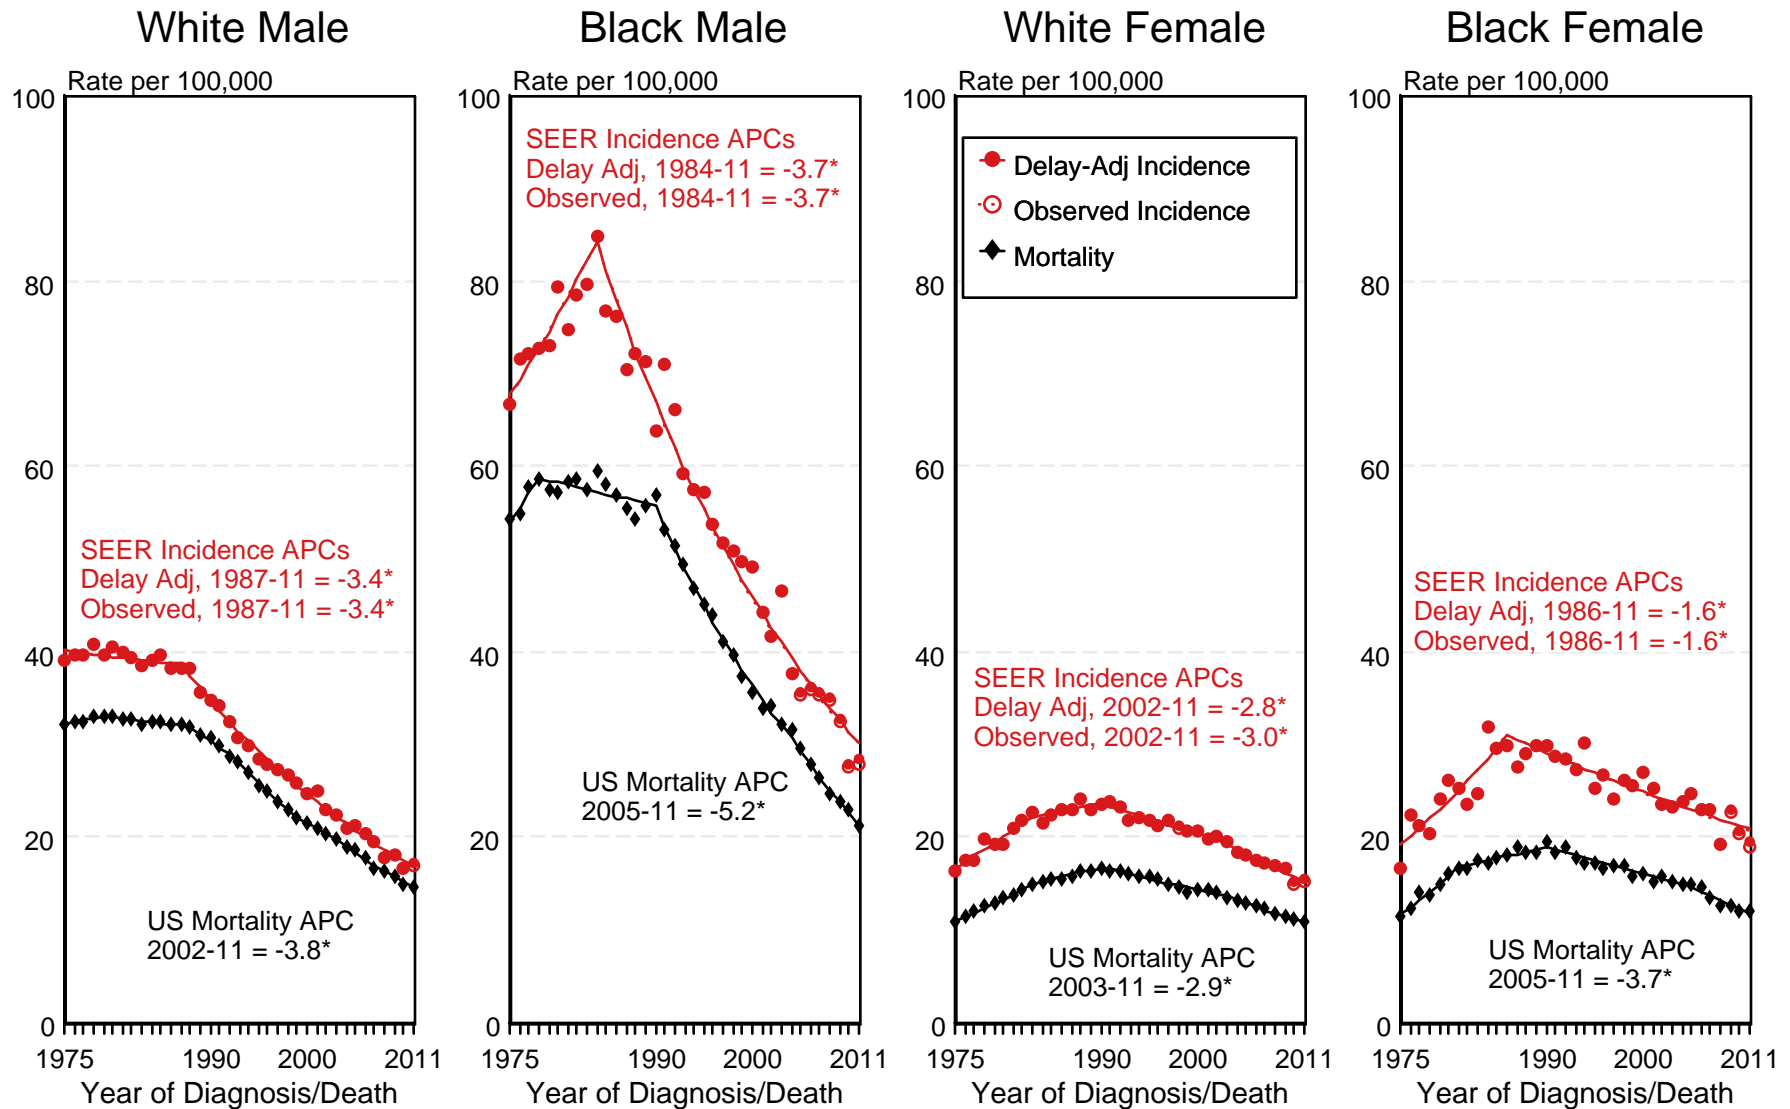 White Male
Rate per 100,000
100
80
60
40
20
0
SEER Incidence APCs
Delay Adj, 1987-11 = -3.4*
Observed, 1987-11 = -3.4*
US Mortality APC
2002-11 = -3.8*
1975 1990 2000 2011
Year of Diagnosis/Death
Black Male
Rate per 100,000
100
80
60
40
20
0
SEER Incidence APCs
Delay Adj, 1984-11 = -3.7*
Observed, 1984-11 = -3.7*
US Mortality APC
2005-11 = -5.2*
1975 1990 2000 2011
Year of Diagnosis/Death
White Female
Rate per 100,000
100
80
60
40
20
0
Delay-Adj Incidence
Observed Incidence
Mortality
SEER Incidence APCs
Delay Adj, 2002-11 = -2.8*
Observed, 2002-11 = -3.0*
US Mortality APC
2003-11 = -2.9*
1975 1990 2000 2011
Year of Diagnosis/Death
Black Female
Rate per 100,000
100
80
60
40
20
0
SEER Incidence APCs
Delay Adj, 1986-11 = -1.6*
Observed, 1986-11 = -1.6*
US Mortality APC
2005-11 = -3.7*
1975 1990 2000 2011
Year of Diagnosis/Death